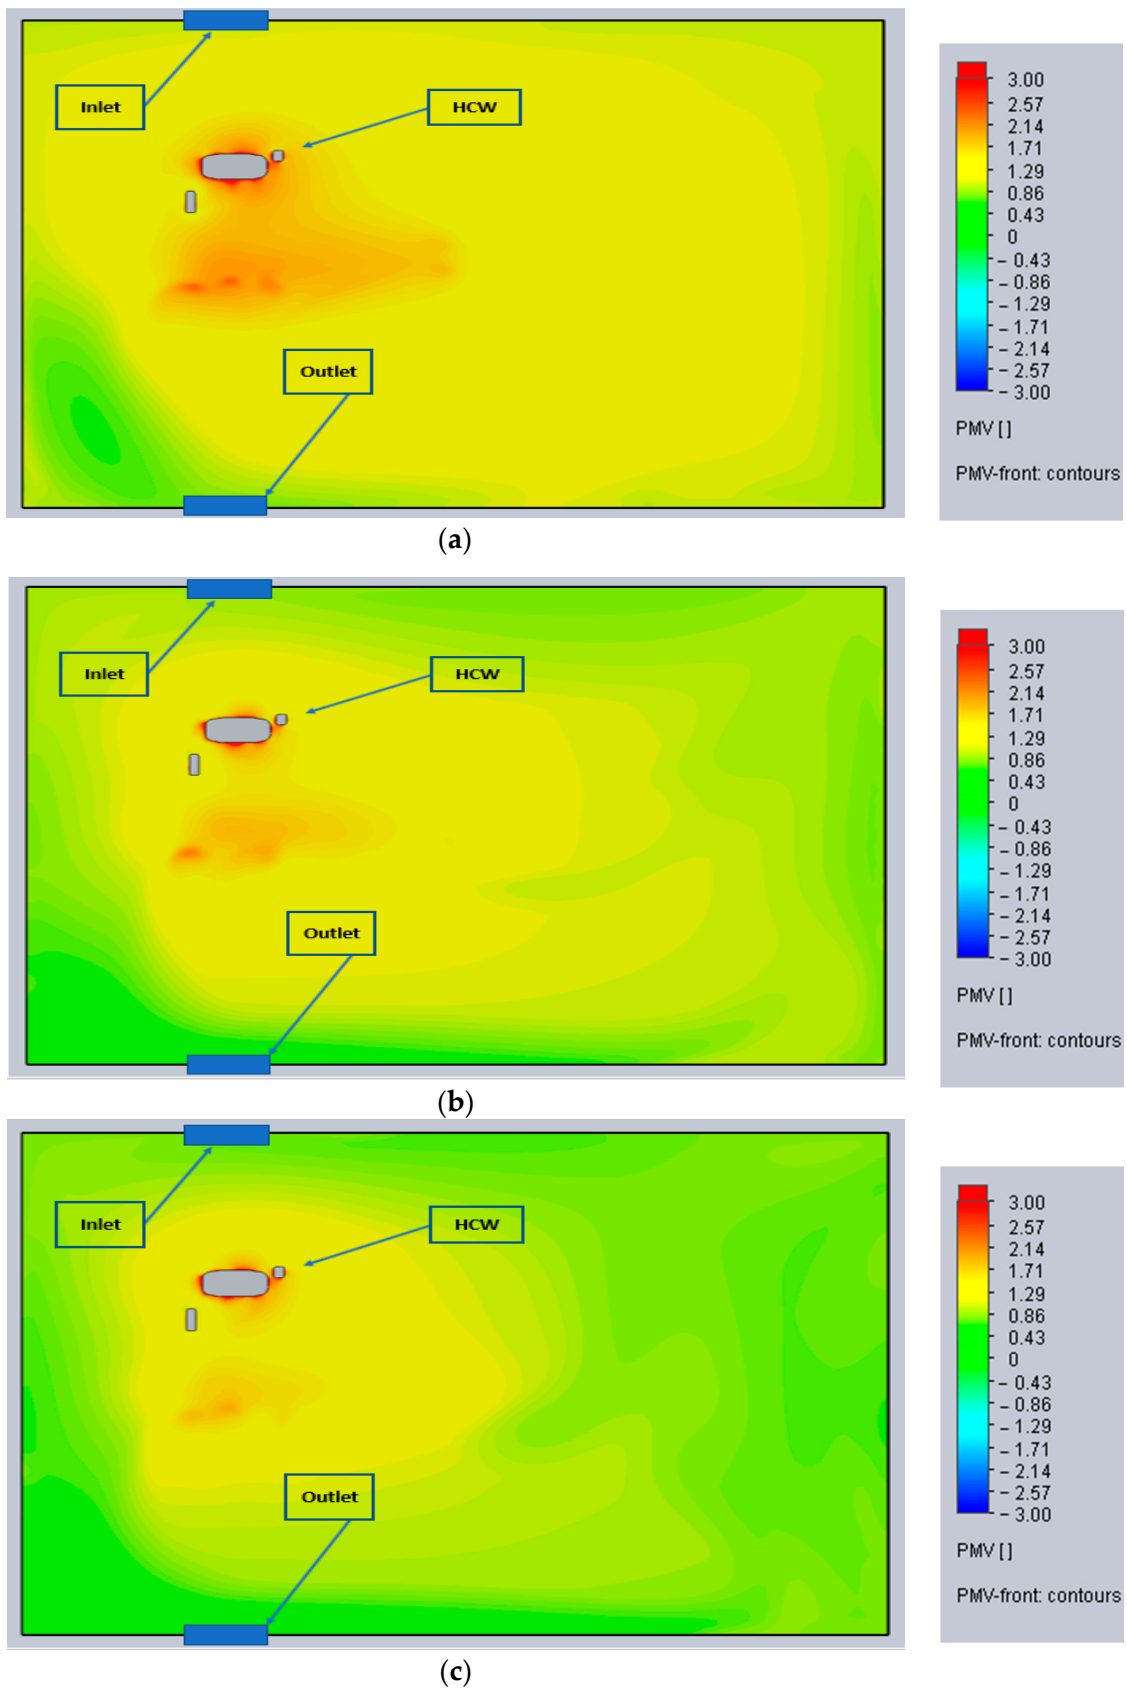 Inlet
HCW
Outlet
3.00
2.57
2.14
1.71
1.29
0.86
0.43
0
– 0.43
– 0.86
– 1.29
– 1.71
– 2.14
– 2.57
– 3.00
PMV [ ]
PMV-front: contours
(a)
Inlet
HCW
Outlet
3.00
2.57
2.14
1.71
1.29
0.86
0.43
0
– 0.43
– 0.86
– 1.29
– 1.71
– 2.14
– 2.57
– 3.00
PMV [ ]
PMV-front: contours
(b)
Inlet
HCW
Outlet
3.00
2.57
2.14
1.71
1.29
0.86
0.43
0
– 0.43
– 0.86
– 1.29
– 1.71
– 2.14
– 2.57
– 3.00
PMV [ ]
PMV-front: contours
(c)